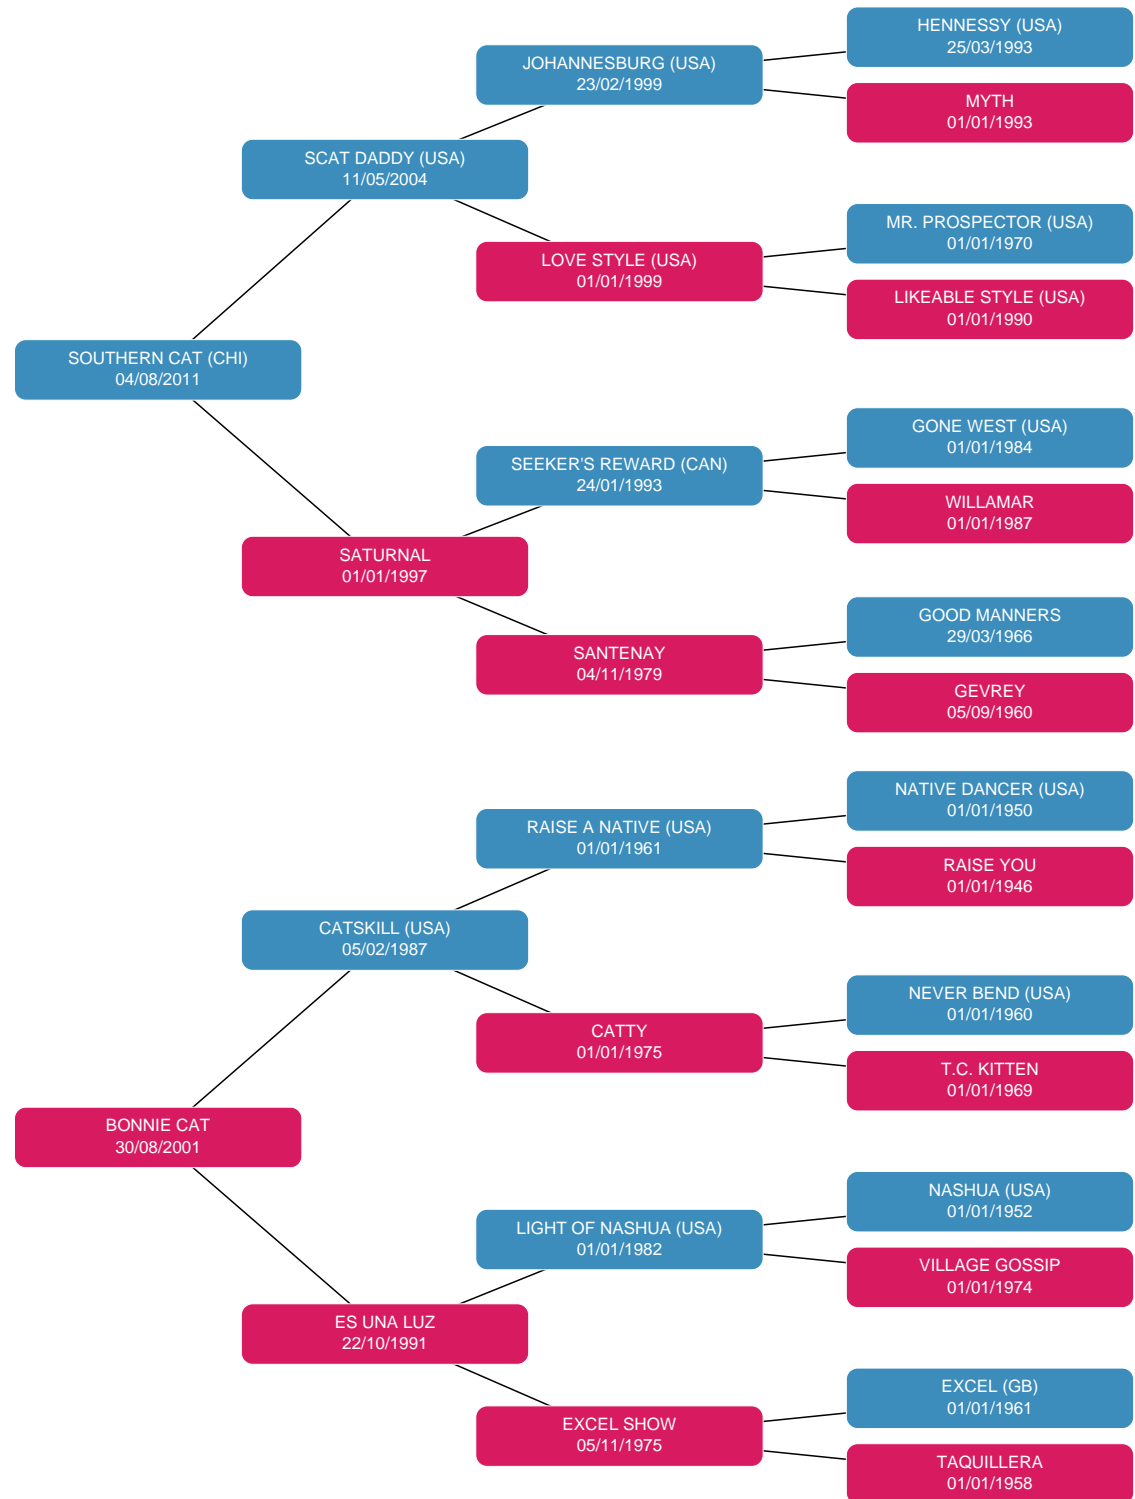 HENNESSY (USA)
25/03/1993
JOHANNESBURG (USA)
23/02/1999
MYTH
01/01/1993
SCAT DADDY (USA)
11/05/2004
MR. PROSPECTOR (USA)
01/01/1970
LOVE STYLE (USA)
01/01/1999
LIKEABLE STYLE (USA)
01/01/1990
SOUTHERN CAT (CHI)
04/08/2011
GONE WEST (USA)
01/01/1984
SEEKER'S REWARD (CAN)
24/01/1993
WILLAMAR
01/01/1987
SATURNAL
01/01/1997
GOOD MANNERS
29/03/1966
SANTENAY
04/11/1979
GEVREY
05/09/1960
NATIVE DANCER (USA)
01/01/1950
RAISE A NATIVE (USA)
01/01/1961
RAISE YOU
01/01/1946
CATSKILL (USA)
05/02/1987
NEVER BEND (USA)
01/01/1960
CATTY
01/01/1975
T.C. KITTEN
01/01/1969
BONNIE CAT
30/08/2001
NASHUA (USA)
01/01/1952
LIGHT OF NASHUA (USA)
01/01/1982
VILLAGE GOSSIP
01/01/1974
ES UNA LUZ
22/10/1991
EXCEL (GB)
01/01/1961
EXCEL SHOW
05/11/1975
TAQUILLERA
01/01/1958